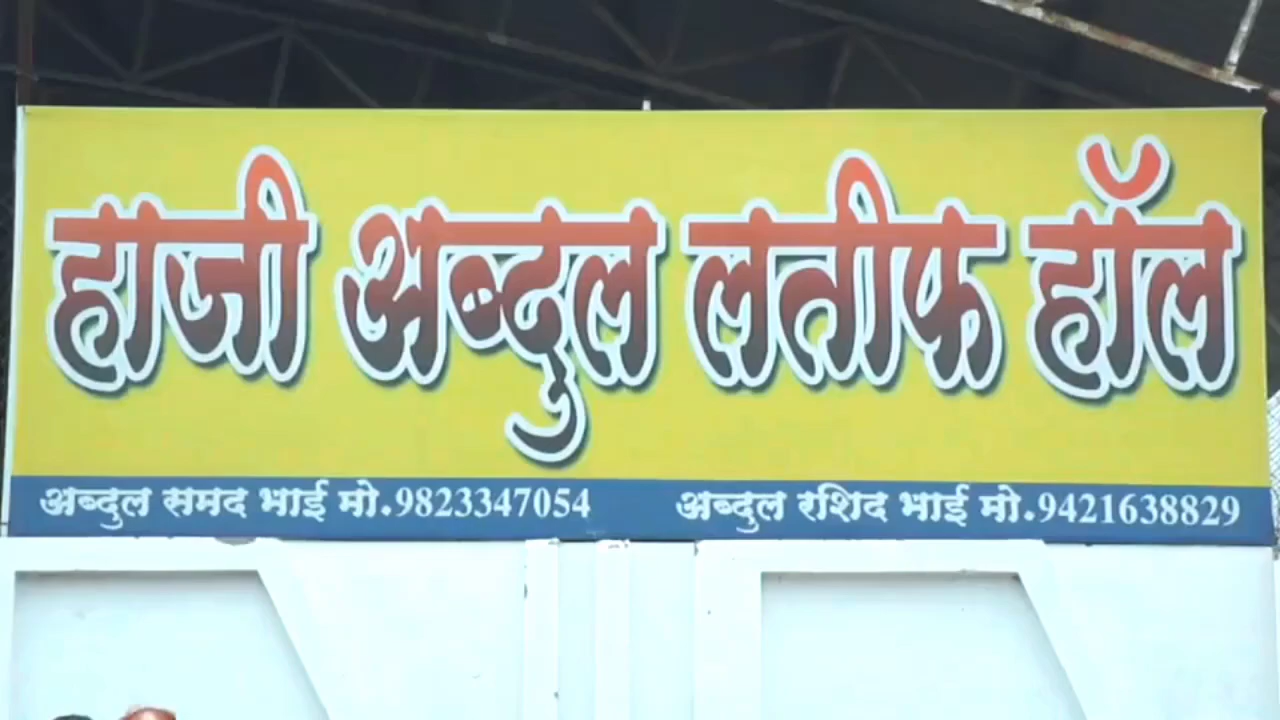 हाजी अब्दुल लतीफ हॉल
अब्दुल समद भाई मो.9823347054 अब्दुल रशिद भाई मो.9421638829